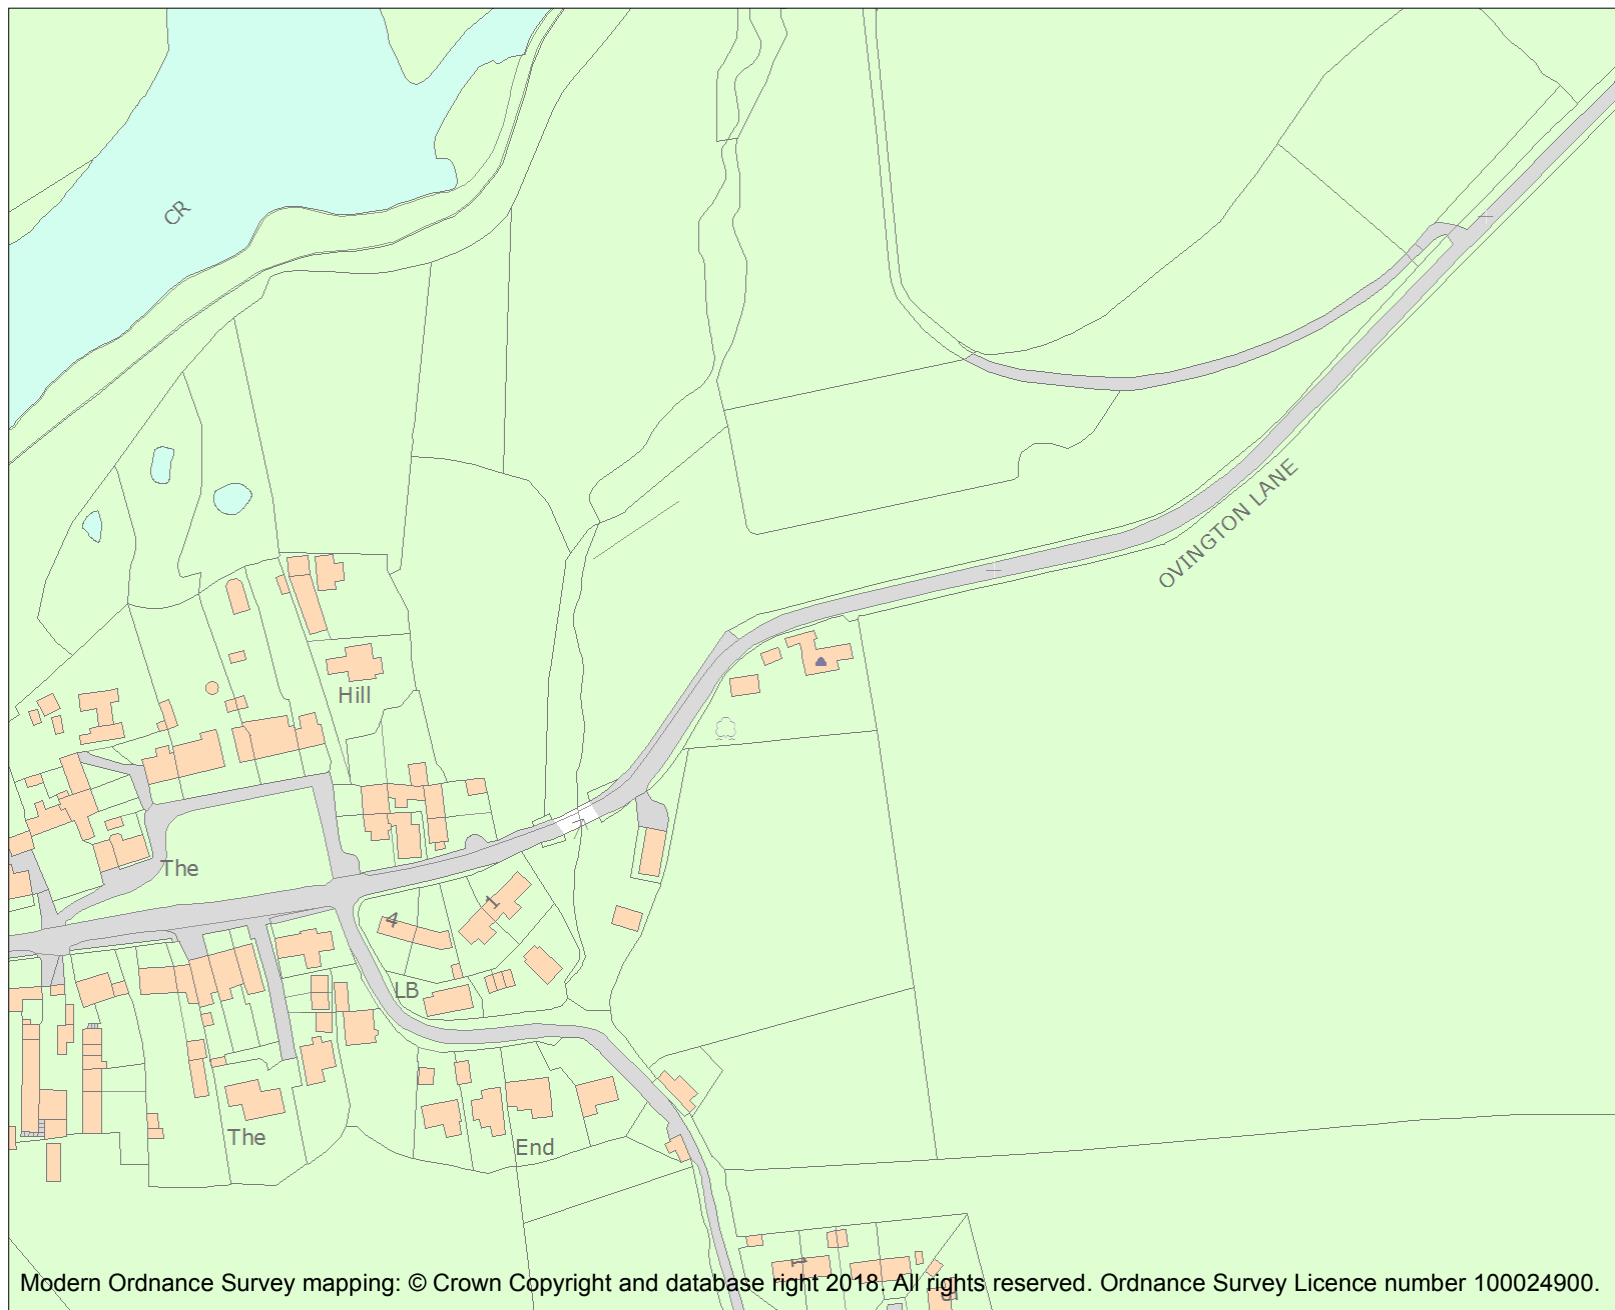 CR
OVINGTON LANE
Hill
The
4
1
LB
The
End
1
Modern Ordnance Survey mapping: © Crown Copyright and database right 2018. All rights reserved. Ordnance Survey Licence number 100024900.